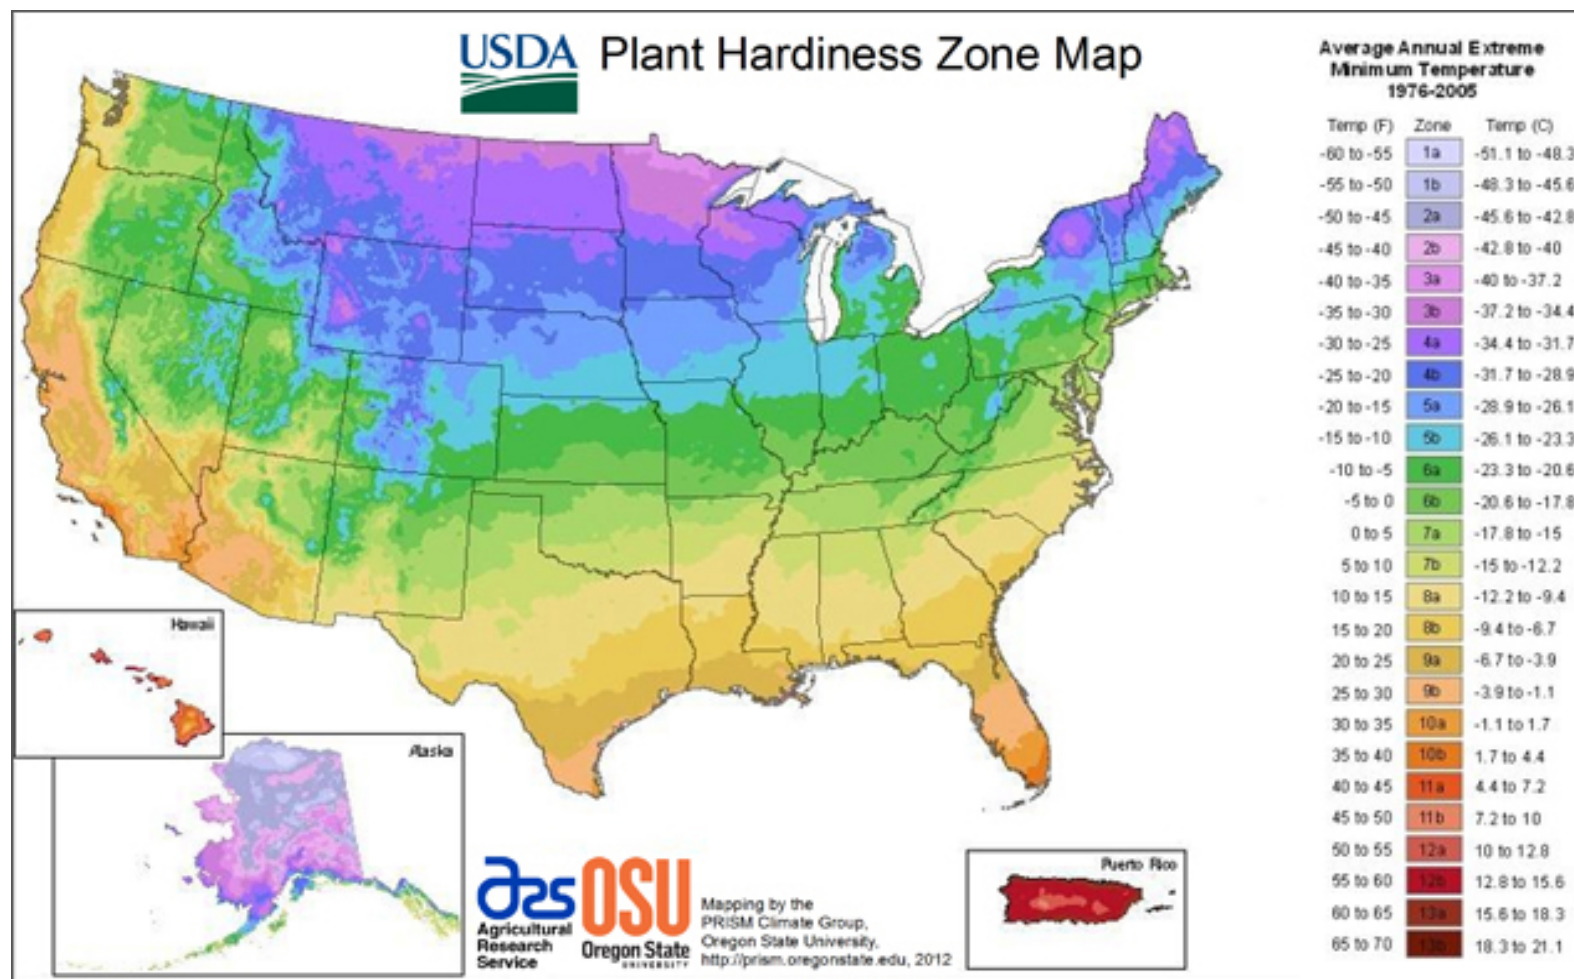 USDA Plant Hardiness Zone Map
Average Annual Extreme
Minimum Temperature
1976-2005
Temp (F) Zone Temp (C)
-60 to -55 1a -51.1 to -48.3
-55 to -50 1b -48.3 to -45.6
-50 to -45 2a -45.6 to -42.8
-45 to -40 2b -42.8 to -40
-40 to -35 3a -40 to -37.2
-35 to -30 3b -37.2 to -34.4
-30 to -25 4a -34.4 to -31.7
-25 to -20 4b -31.7 to -28.9
-20 to -15 5a -28.9 to -26.1
-15 to -10 5b -26.1 to -23.3
-10 to -5 6a -23.3 to -20.6
-5 to 0 6b -20.6 to -17.8
0 to 5 7a -17.8 to -15
5 to 10 7b -15 to -12.2
10 to 15 8a -12.2 to -9.4
15 to 20 8b -9.4 to -6.7
20 to 25 9a -6.7 to -3.9
25 to 30 9b -3.9 to -1.1
30 to 35 10a -1.1 to 1.7
35 to 40 10b 1.7 to 4.4
40 to 45 11a 4.4 to 7.2
45 to 50 11b 7.2 to 10
50 to 55 12a 10 to 12.8
55 to 60 12b 12.8 to 15.6
60 to 65 13a 15.6 to 18.3
65 to 70 13b 18.3 to 21.1
Hawaii
Alaska
Puerto Rico
ars
Agricultural
Research
Service
OSU
Oregon State
UNIVERSITY
Mapping by the
PRISM Climate Group,
Oregon State University,
http://prism.oregonstate.edu, 2012